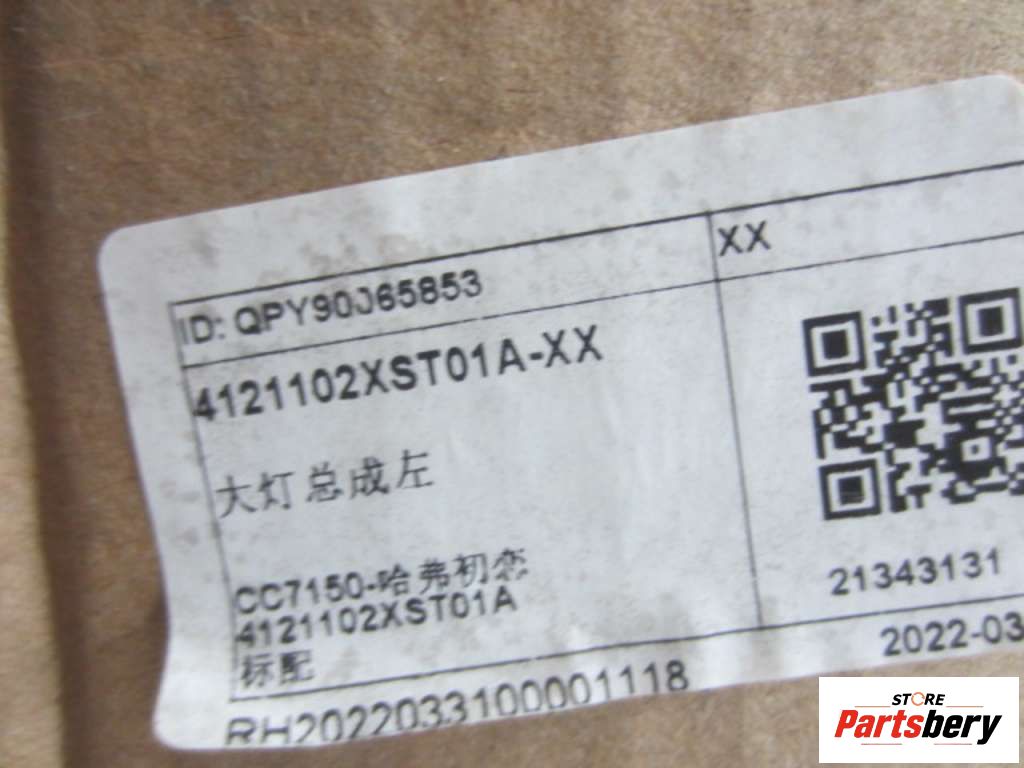 ID: QPY90065853
XX
4121102XST01A-XX
大灯总成左
CC7150-哈弗初恋
4121102XST01A
标配
21343131
2022-03
RH2022033100001118
STORE
Partsbery